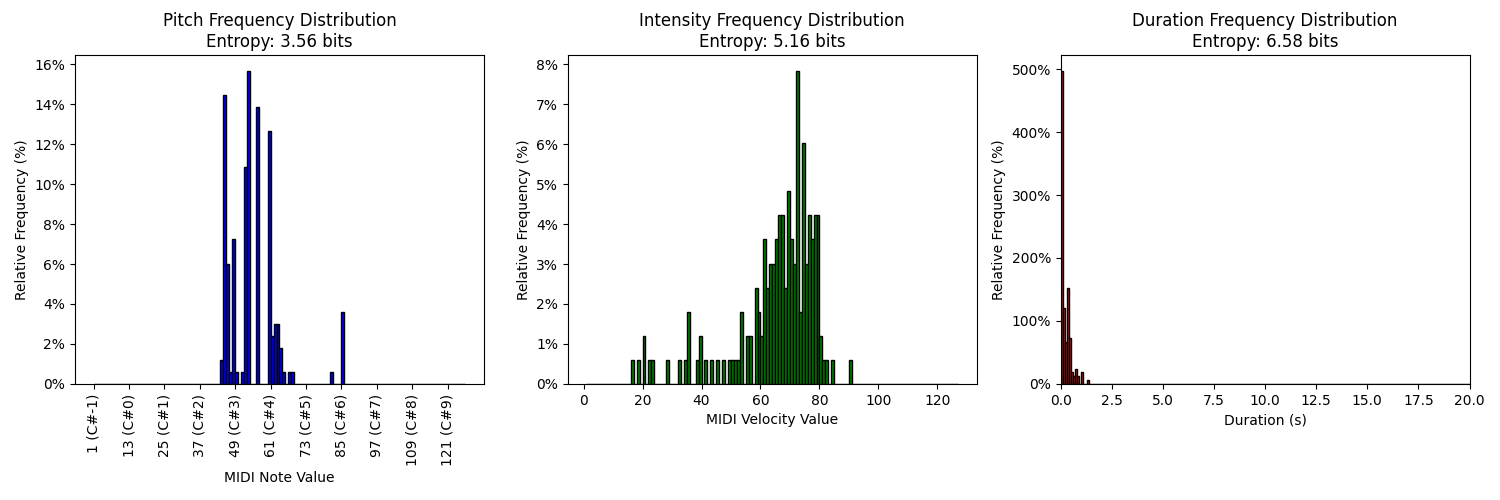 Pitch Frequency Distribution
Entropy: 3.56 bits
Relative Frequency (%)
16%
14%
12%
10%
8%
6%
4%
2%
0%
1 (C#-1)
13 (C#0)
25 (C#1)
37 (C#2)
49 (C#3)
61 (C#4)
73 (C#5)
85 (C#6)
97 (C#7)
109 (C#8)
121 (C#9)
MIDI Note Value
Intensity Frequency Distribution
Entropy: 5.16 bits
Relative Frequency (%)
8%
7%
6%
5%
4%
3%
2%
1%
0%
0 20 40 60 80 100 120
MIDI Velocity Value
Duration Frequency Distribution
Entropy: 6.58 bits
Relative Frequency (%)
500%
400%
300%
200%
100%
0%
0.0 2.5 5.0 7.5 10.0 12.5 15.0 17.5 20.0
Duration (s)